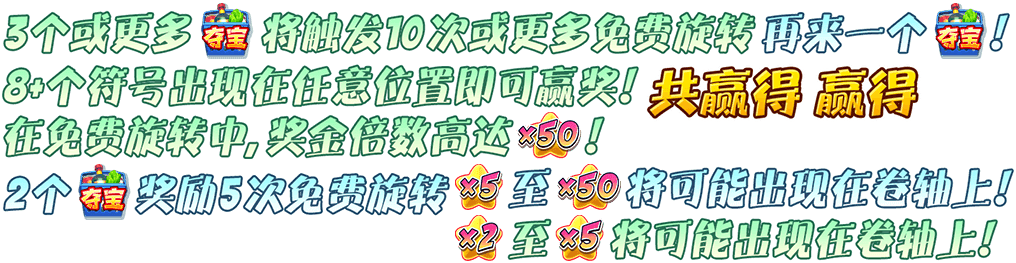 3个或更多夺宝将触发10次或更多免费旋转 再来一个夺宝!
8+个符号出现在任意位置即可赢奖! 共赢得 赢得
在免费旋转中,奖金倍数高达×50!
2个夺宝奖励5次免费旋转 ×5至×50将可能出现在卷轴上!
×2至×5将可能出现在卷轴上!